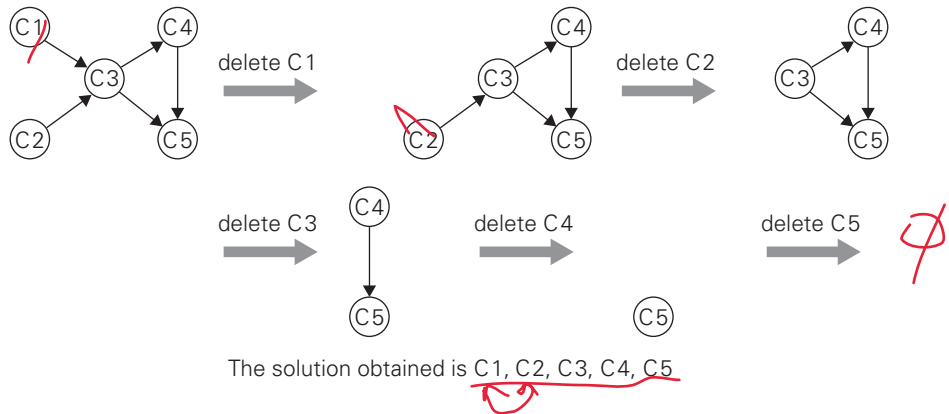 C1 C4 C4 C4
delete C1 delete C2
C3 C3 C3
C2 C5 C2 C5 C5
delete C3 C4 delete C4 delete C5 ϕ
C5 C5
The solution obtained is C1, C2, C3, C4, C5